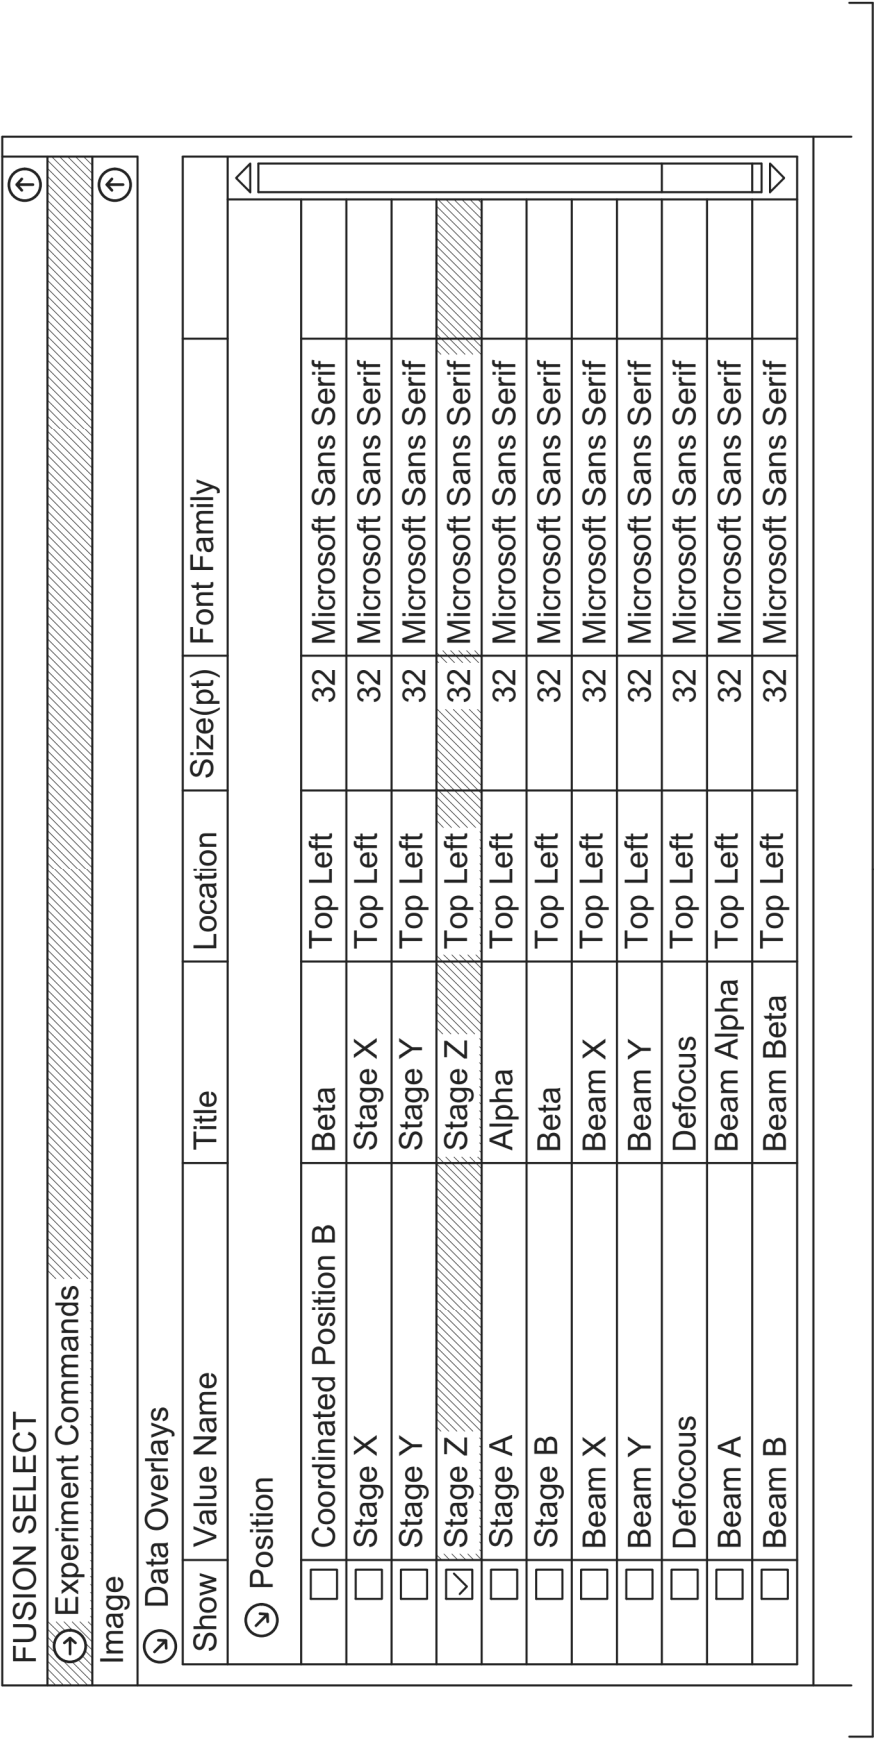 FUSION SELECT
Experiment Commands
Image
Data Overlays
Show Value Name Title Location Size(pt) Font Family
Position
Coordinated Position B Beta Top Left 32 Microsoft Sans Serif
Stage X Stage X Top Left 32 Microsoft Sans Serif
Stage Y Stage Y Top Left 32 Microsoft Sans Serif
Stage Z Stage Z Top Left 32 Microsoft Sans Serif
Stage A Alpha Top Left 32 Microsoft Sans Serif
Stage B Beta Top Left 32 Microsoft Sans Serif
Beam X Beam X Top Left 32 Microsoft Sans Serif
Beam Y Beam Y Top Left 32 Microsoft Sans Serif
Defocous Defocus Top Left 32 Microsoft Sans Serif
Beam A Beam Alpha Top Left 32 Microsoft Sans Serif
Beam B Beam Beta Top Left 32 Microsoft Sans Serif